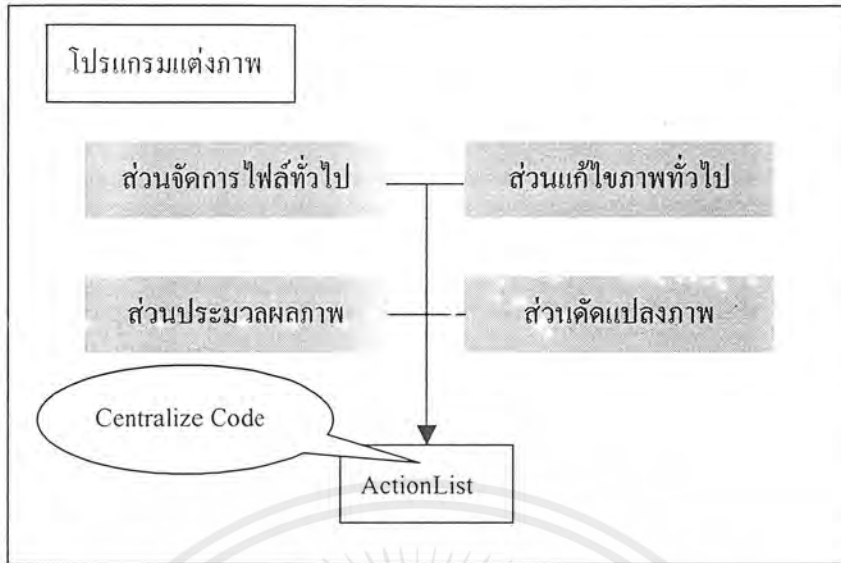 โปรแกรมแต่งภาพ
ส่วนจัดการไฟล์ทั่วไป
ส่วนแก้ไขภาพทั่วไป
ส่วนประมวลผลภาพ
ส่วนดัดแปลงภาพ
Centralize Code
ActionList